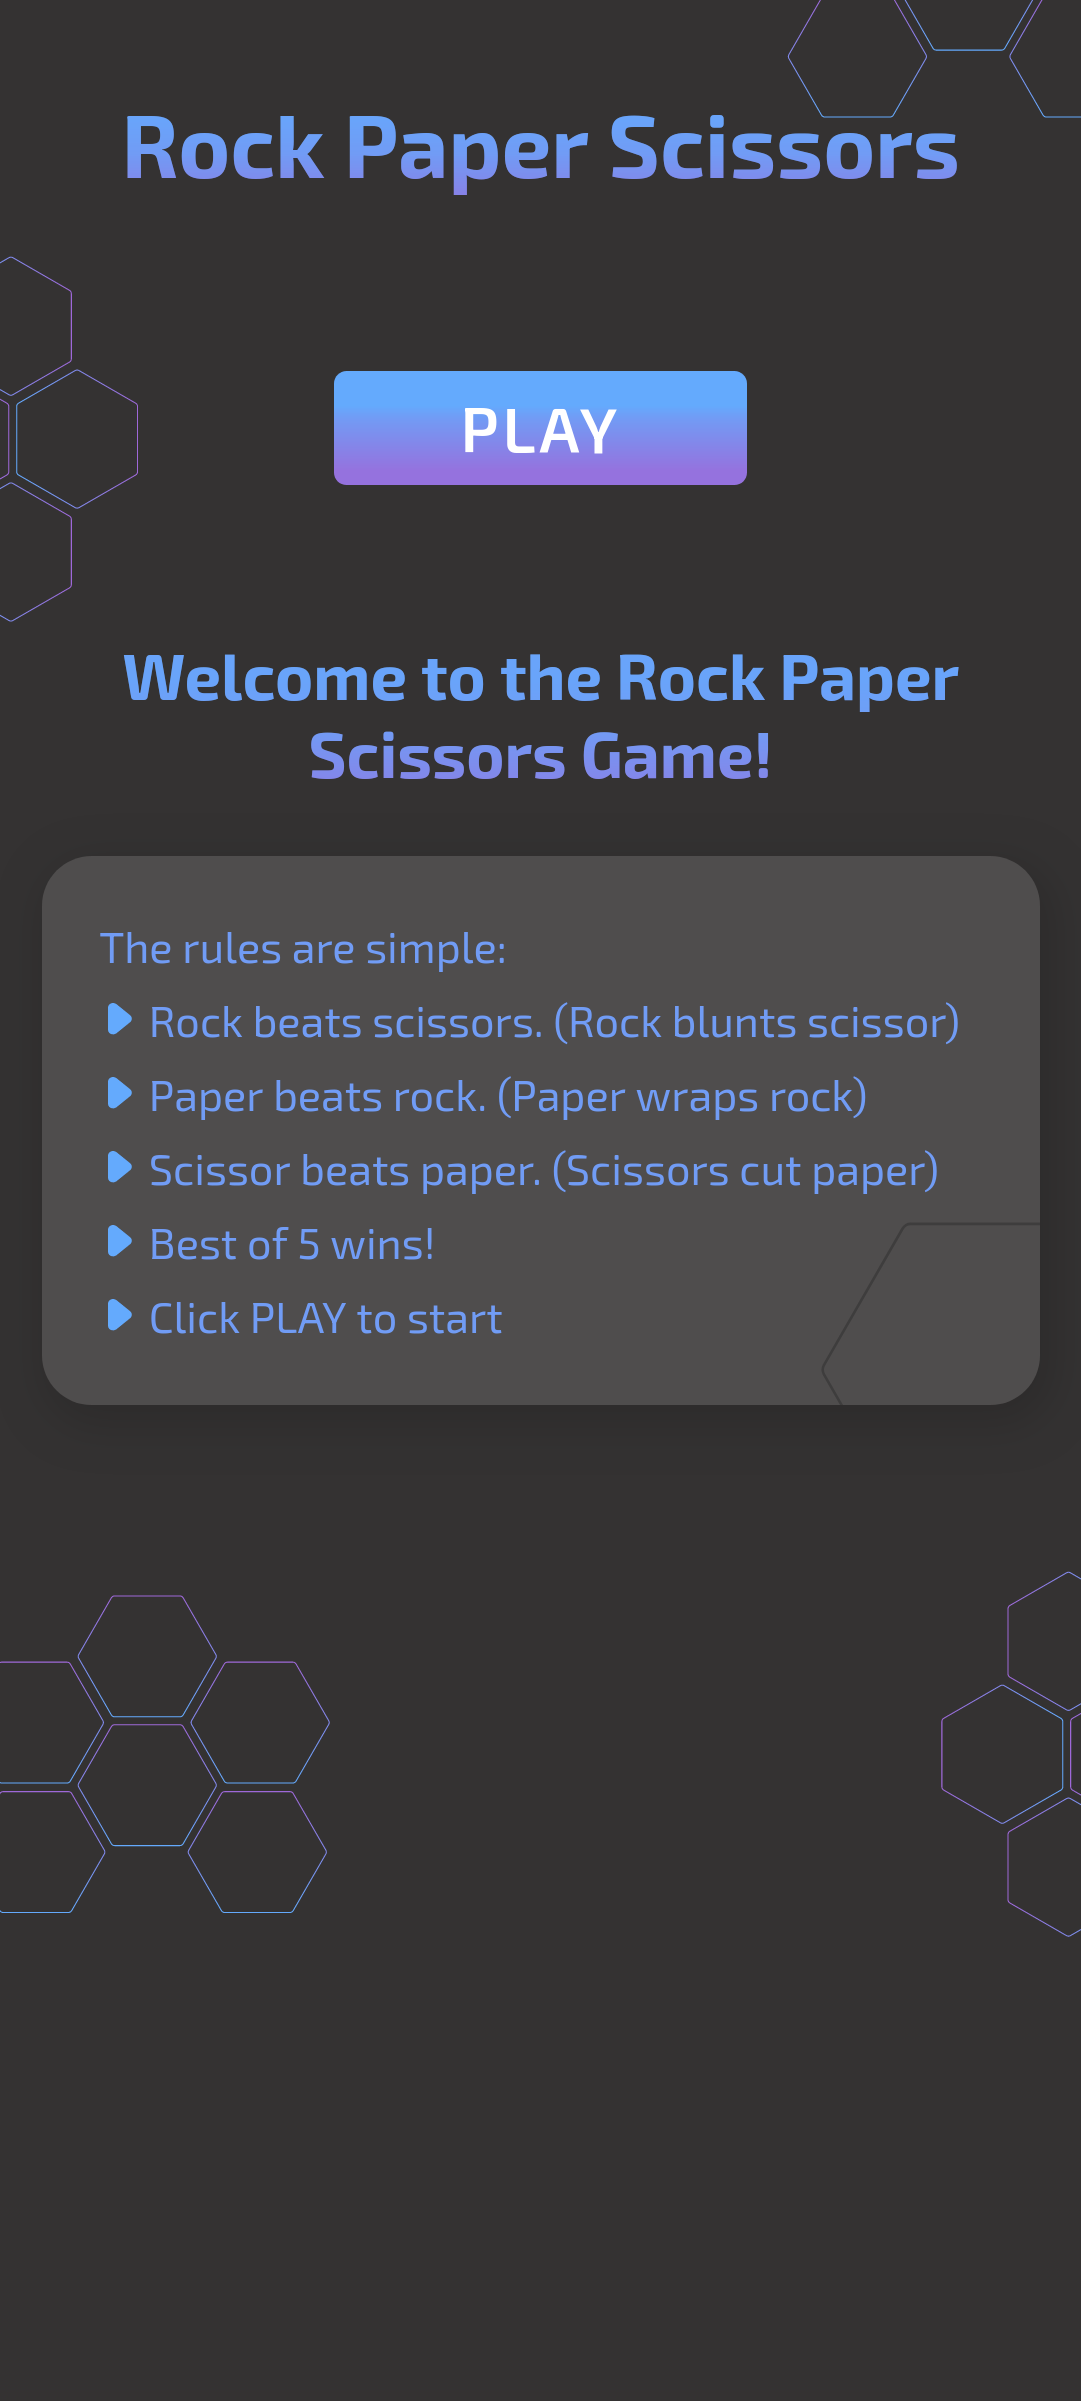 Rock Paper Scissors
PLAY
Welcome to the Rock Paper
Scissors Game!
The rules are simple:
Rock beats scissors. (Rock blunts scissor)
Paper beats rock. (Paper wraps rock)
Scissor beats paper. (Scissors cut paper)
Best of 5 wins!
Click PLAY to start